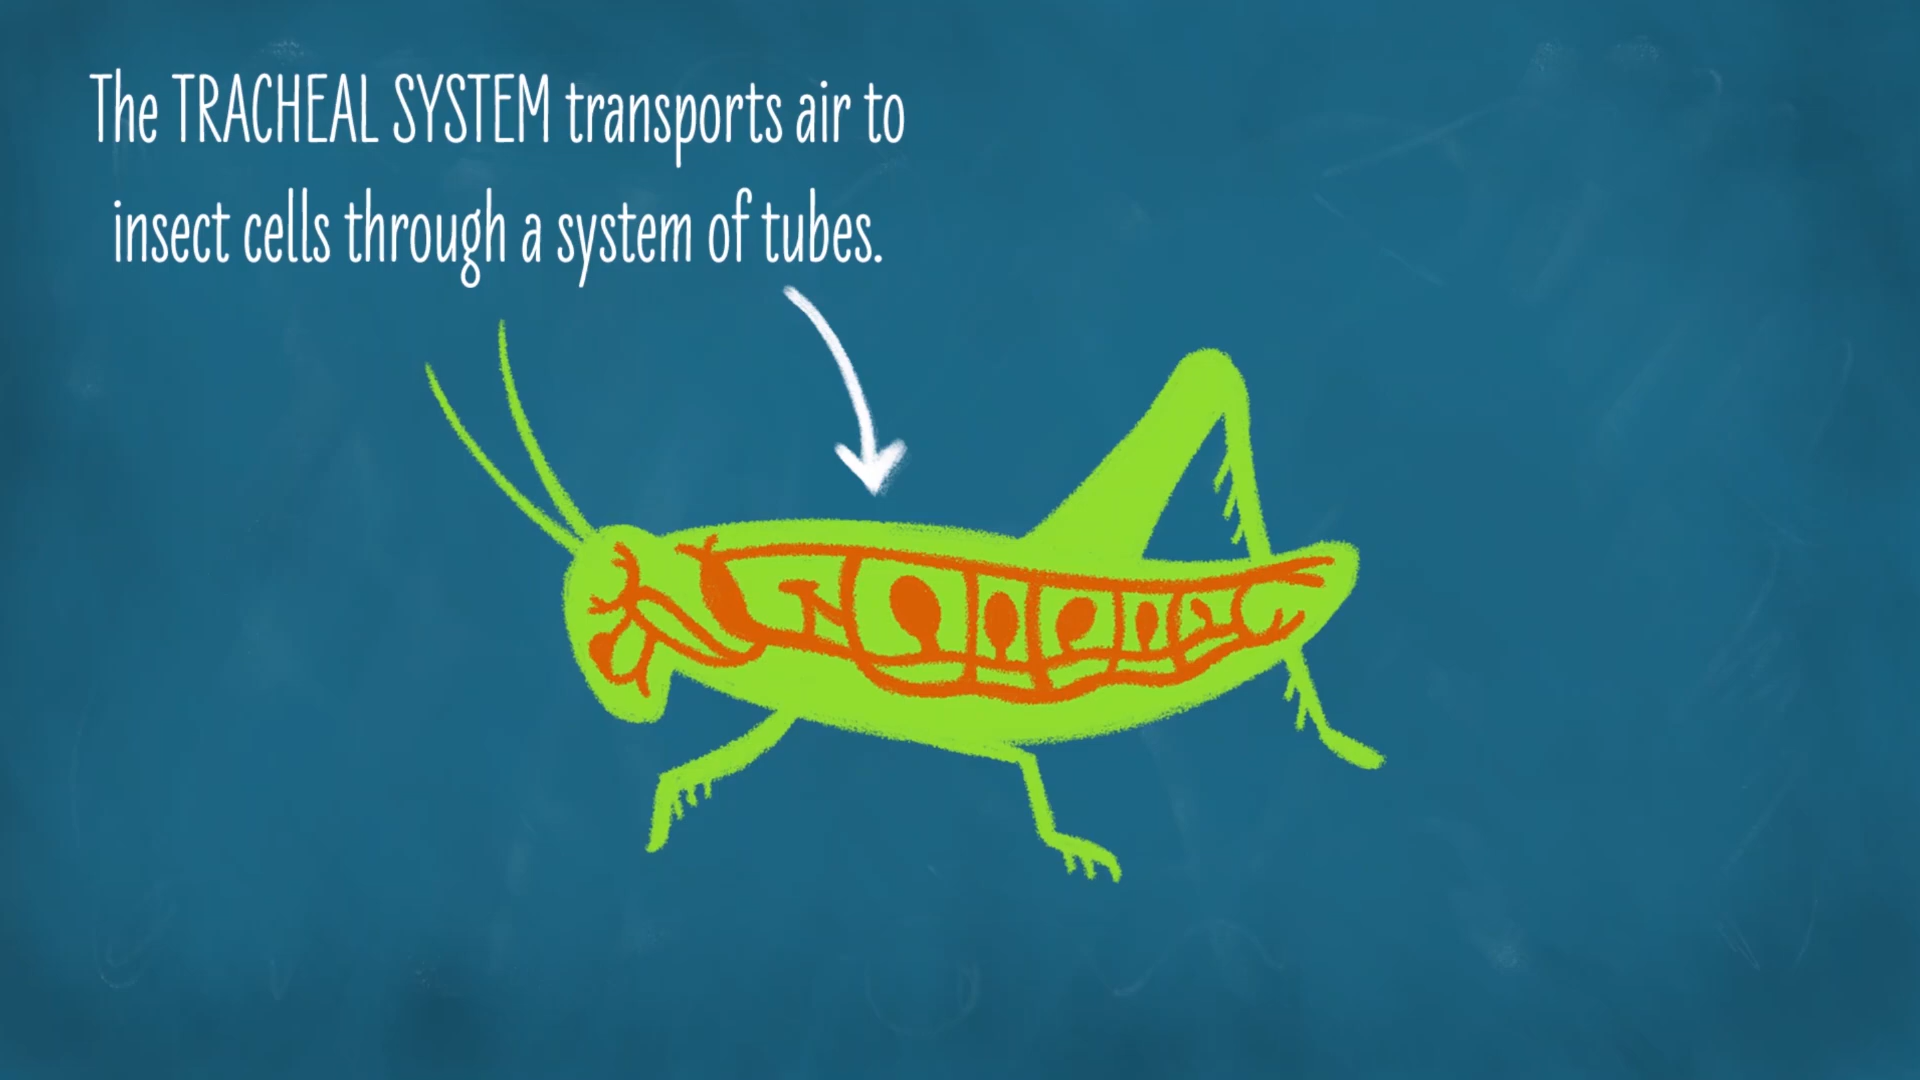 The TRACHEAL SYSTEM transports air to
insect cells through a system of tubes.